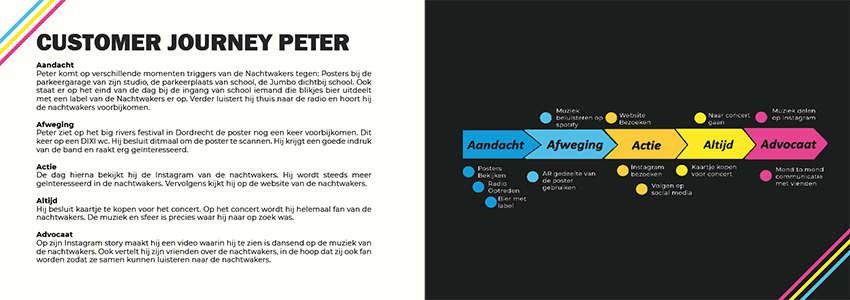 CUSTOMER JOURNEY PETER
Aandacht
Peter komt op verschillende momenten triggers van de Nachtwakers tegen: Posters bij de
parkeergarage van zijn studio, de parkeerplaats van school, de Jumbo dichtbij school. Ook
staat er op het eind van de dag bij de ingang van school iemand die blikjes bier uitdeelt
met een label van de Nachtwakers er op. Verder luistert hij thuis naar de radio en hoort hij
de nachtwakers voorbijkomen.
Afweging
Peter ziet op het big rivers festival in Dordrecht de poster nog een keer voorbijkomen. Dit
keer op een DIXI wc. Hij besluit ditmaal om de poster te scannen. Hij krijgt een goede indruk
van de band en raakt erg geïnteresseerd.
Actie
De dag hierna bekijkt hij de Instagram van de nachtwakers. Hij wordt steeds meer
geïnteresseerd in de nachtwakers. Vervolgens kijkt hij op de website van de nachtwakers.
Altijd
Hij besluit kaartje te kopen voor het concert. Op het concert wordt hij helemaal fan van de
nachtwakers. De muziek en sfeer is precies waar hij naar op zoek was.
Advocaat
Op zijn Instagram story maakt hij een video waarin hij te zien is dansend op de muziek van
de nachtwakers. Ook vertelt hij zijn vrienden over de nachtwakers, in de hoop dat zij ook fan
worden zodat ze samen kunnen luisteren naar de nachtwakers.
Muziek
beluisteren op
spotify
Website
Bezoeken
Naar concert
gaan
Muziek delen
op Instagram
Aandacht
Afweging
Actie
Altijd
Advocaat
Posters
Bekijken
Radio
Optreden
Bier met
label
AR gedeelte van
de poster
gebruiken
Instagram
bezoeken
Volgen op
social media
Kaartje kopen
voor concert
Mond to mond
communicatie
met vienden